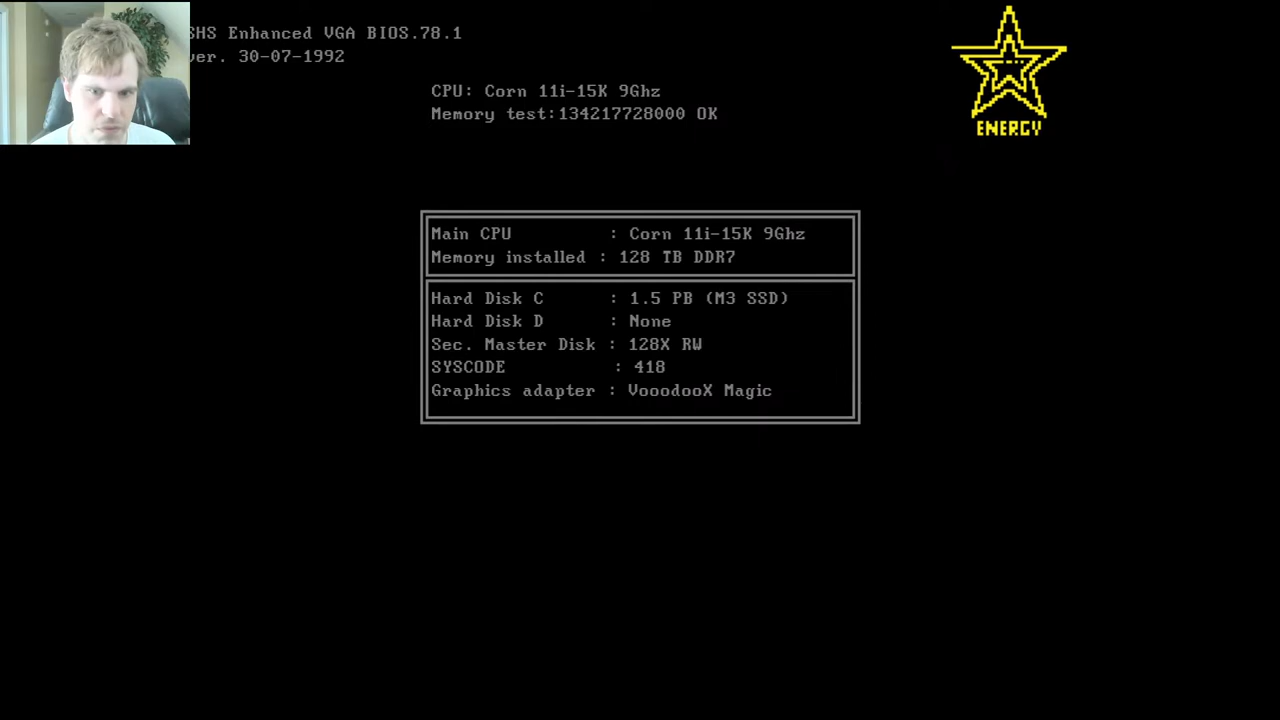 SHS Enhanced VGA BIOS.78.1
ver. 30-07-1992
ENERGY
CPU: Corn 11i-15K 9Ghz
Memory test:134217728000 OK
Main CPU : Corn 11i-15K 9Ghz
Memory installed : 128 TB DDR7
Hard Disk C : 1.5 PB (M3 SSD)
Hard Disk D : None
Sec. Master Disk : 128X RW
SYSCODE : 418
Graphics adapter : VooodooX Magic